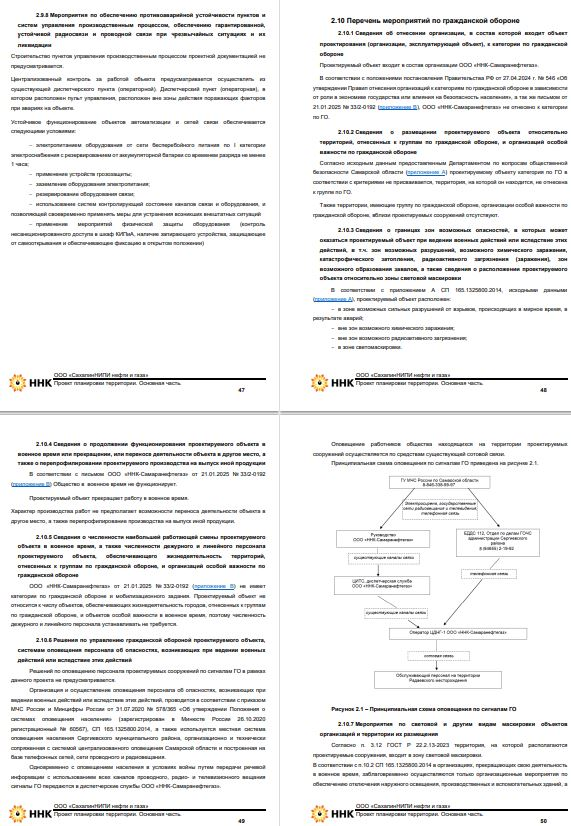 2.9.8 Мероприятия по обеспечению противоаварийной устойчивости пунктов и
систем управления производственным процессом, обеспечению гарантированной,
устойчивой радиосвязи и проводной связи при чрезвычайных ситуациях и их
ликвидации
Строительство пунктов управления производственным процессом проектной документацией не
предусматривается.
Централизованный контроль за работой объекта предусматривается осуществлять из
существующей диспетчерского пункта (операторной). Диспетчерский пункт (операторная), в
котором расположен пульт управления, расположен вне зоны действия поражающих факторов
при авариях на объекте.
Устойчивое функционирование объектов автоматизации и сетей связи обеспечивается
следующими условиями:
– электропитанием оборудования от сети бесперебойного питания по I категории
электроснабжения с резервированием от аккумуляторной батареи со временем разряда не менее
1 часа;
– применение устройств грозозащиты;
– заземление оборудования электропитания;
– резервирование оборудования связи;
– использование систем контролирующей состояние каналов связи и оборудования, и
позволяющей своевременно применять меры для устранения возникших внештатных ситуаций
– применение мероприятий физической защиты оборудования (контроль
несанкционированного доступа в шкаф КИПиА, наличие запирающего устройства, защищающие
от самооткрывания и обеспечивающее фиксацию в открытом положении)
ООО «СахалинНИПИ нефти и газа»
ННК Проект планировки территории. Основная часть.
47
2.10 Перечень мероприятий по гражданской обороне
2.10.1 Сведения об отнесении организации, в состав которой входит объект
проектирования (организации, эксплуатирующей объект), к категории по гражданской
обороне
Проектируемый объект входит в состав организации ООО «ННК-Самаранефтегаз».
В соответствии с положениями постановления Правительства РФ от 27.04.2024 г. № 546 «Об
утверждении Правил отнесения организаций к категориям по гражданской обороне в зависимости
от роли в экономике государства или влияния на безопасность населения», а так же письмом от
21.01.2025 № 33/2-0192 (приложение В), ООО «ННК-Самаранефтегаз» не отнесено к категории
по ГО.
2.10.2 Сведения о размещении проектируемого объекта относительно
территорий, отнесенных к группам по гражданской обороне, и организаций особой
важности по гражданской обороне
Согласно исходным данным предоставленным Департаментом по вопросам общественной
безопасности Самарской области (приложение А) проектируемому объекту категория по ГО в
соответствии с критериями не присваивается, территория, на которой он находится, не отнесена
к группе по ГО.
Также территории, имеющие группу по гражданской обороне, организации особой важности по
гражданской обороне, вблизи проектируемых сооружений отсутствуют.
2.10.3 Сведения о границах зон возможных опасностей, в которых может
оказаться проектируемый объект при ведении военных действий или вследствие этих
действий, в т.ч. зон возможных разрушений, возможного химического заражения,
катастрофического затопления, радиоактивного загрязнения (заражения), зон
возможного образования завалов, а также сведения о расположении проектируемого
объекта относительно зоны световой маскировки
В соответствии с приложением А СП 165.1325800.2014, исходными данными
(приложение А), проектируемый объект расположен:
– в зоне возможных сильных разрушений от взрывов, происходящих в мирное время, в
результате аварий;
– вне зон возможного химического заражения;
– вне зон возможного радиоактивного загрязнения;
– в зоне светомаскировки.
ООО «СахалинНИПИ нефти и газа»
ННК Проект планировки территории. Основная часть.
48
2.10.4 Сведения о продолжении функционирования проектируемого объекта в
военное время или прекращение, или переноса деятельности объекта в другое место, а
также о перепрофилировании проектируемого производства на выпуск иной продукции
В соответствии с письмом ООО «ННК-Самаранефтегаз» от 21.01.2025 № 33/2-0192
(приложение В) Общество в военное время не функционирует.
Проектируемый объект прекращает работу в военное время.
Характер производства работ не предполагает возможности переноса деятельности объекта в
другое место, а также перепрофилирование производства на выпуск иной продукции.
2.10.5 Сведения о численности наибольшей работающей смены проектируемого
объекта в военное время, а также численности дежурного и линейного персонала
проектируемого объекта, обеспечивающего жизнедеятельность территорий,
отнесенных к группам по гражданской обороне, и организаций особой важности по
гражданской обороне
ООО «ННК-Самаранефтегаз» от 21.01.2025 № 33/2-0192 (приложение В) не имеет
категории по гражданской обороне и мобилизационного задания. Проектируемый объект не
относится к числу объектов, обеспечивающих жизнедеятельность городов, отнесенных к группам
по гражданской обороне, и объектов особой важности в военное время, поэтому численность
дежурного и линейного персонала устанавливать не требуется.
2.10.6 Решения по управлению гражданской обороной проектируемого объекта,
системам оповещения персонала об опасностях, возникающих при ведении военных
действий или вследствие этих действий
Решений по оповещению персонала проектируемых сооружений по сигналам ГО в рамках
данного проекта не предусматривается.
Организация и осуществление оповещения персонала об опасностях, возникающих при
ведении военных действий или вследствие этих действий, проводится в соответствии с приказом
МЧС России и Минцифры России от 31.07.2020 № 578/365 «Об утверждении Положения о
системах оповещения населения» (зарегистрирован в Минюсте России 26.10.2020
регистрационный № 60567), СП 165.1325800.2014, а также используется местная система
оповещения населения Сергиевского муниципального района, организационно и технически
сопряженная с системой централизованного оповещения Самарской области и построенная на
базе телефонных сетей, сети проводного и радиовещания.
Одновременно с оповещением населения в условиях войны путем передачи речевой
информации с использованием всех каналов проводного, радио- и телевизионного вещания
сигналы ГО передаются в диспетчерские службы ООО «ННК-Самаранефтегаз».
ООО «СахалинНИПИ нефти и газа»
ННК Проект планировки территории. Основная часть.
49
Оповещение работников общества находящихся на территории проектируемых
сооружений осуществляется по средствам существующей сотовой связи.
Принципиальная схема оповещения по сигналам ГО приведена на рисунке 2.1.
ГУ МЧС России по Самарской области
8-846-338-99-97
Электросирена, государственные
сети радиовещания и телевидения,
телефонная связь
Руководство
ООО «ННК-Самаранефтегаз»
ЕДДС 112, Отдел по делам ГОЧС
администрации Сергиевского
района
8 (84655) 2-19-92
существующие каналы связи
телефонная связь
ЦИТС, диспетчерская служба
ООО «ННК-Самаранефтегаз»
существующие каналы связи
Оператор ЦДНГ-1 ООО «ННК-Самаранефтегаз»
сотовая связь
Обслуживающий персонал на территории
Радаевского месторождения
Рисунок 2.1 – Принципиальная схема оповещения по сигналам ГО
2.10.7 Мероприятия по световой и другим видам маскировки объектов
организаций и территории их размещения
Согласно п. 3.12 ГОСТ Р 22.2.13-2023 территория, на которой располагаются
проектируемые сооружения, входит в зону световой маскировки.
В соответствии с п.10.2 СП 165.1325800.2014 в организациях, прекращающих свою деятельность
в военное время, заблаговременно осуществляются только организационные мероприятия по
обеспечению отключения наружного освещения, производственных и вспомогательных зданий, а
ООО «СахалинНИПИ нефти и газа»
ННК Проект планировки территории. Основная часть.
50